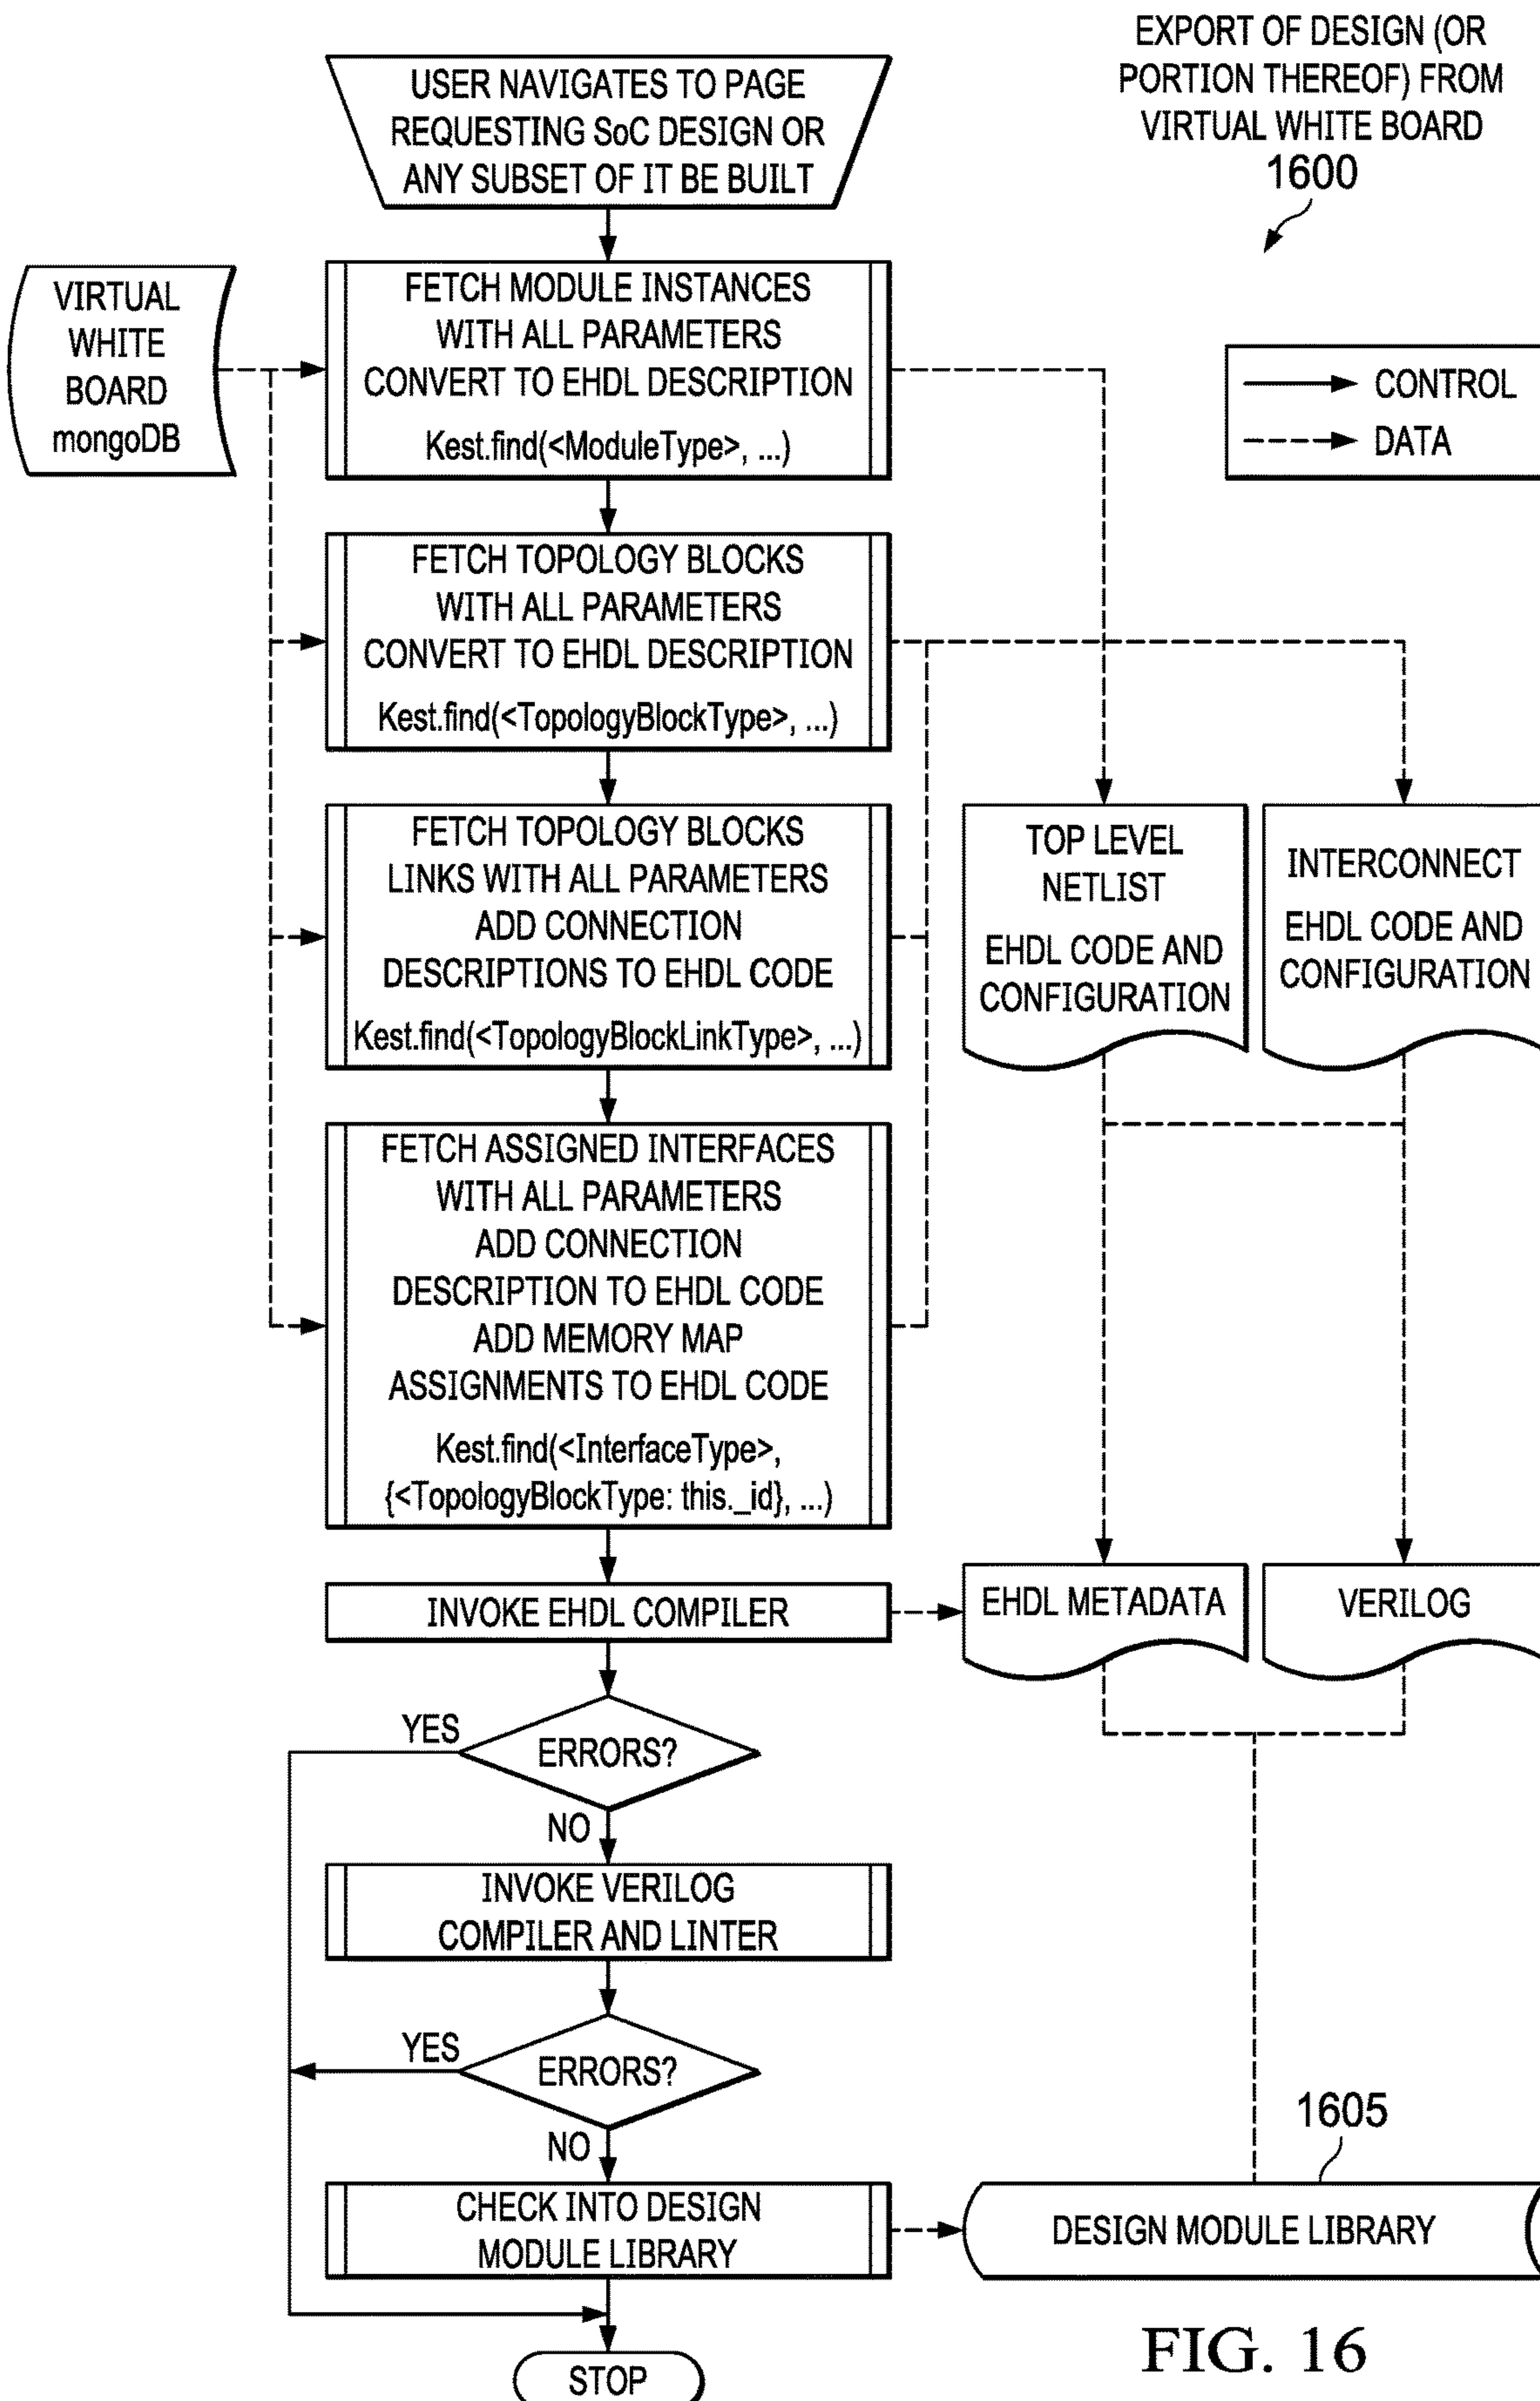 EXPORT OF DESIGN (OR
PORTION THEREOF) FROM
VIRTUAL WHITE BOARD
1600
USER NAVIGATES TO PAGE
REQUESTING SoC DESIGN OR
ANY SUBSET OF IT BE BUILT
VIRTUAL
WHITE
BOARD
mongoDB
FETCH MODULE INSTANCES
WITH ALL PARAMETERS
CONVERT TO EHDL DESCRIPTION
Kest.find(<ModuleType>, ...)
CONTROL
DATA
FETCH TOPOLOGY BLOCKS
WITH ALL PARAMETERS
CONVERT TO EHDL DESCRIPTION
Kest.find(<TopologyBlockType>, ...)
FETCH TOPOLOGY BLOCKS
LINKS WITH ALL PARAMETERS
ADD CONNECTION
DESCRIPTIONS TO EHDL CODE
Kest.find(<TopologyBlockLinkType>, ...)
TOP LEVEL
NETLIST
EHDL CODE AND
CONFIGURATION
INTERCONNECT
EHDL CODE AND
CONFIGURATION
FETCH ASSIGNED INTERFACES
WITH ALL PARAMETERS
ADD CONNECTION
DESCRIPTION TO EHDL CODE
ADD MEMORY MAP
ASSIGNMENTS TO EHDL CODE
Kest.find(<InterfaceType>,
{<TopologyBlockType: this._id}, ...)
INVOKE EHDL COMPILER
EHDL METADATA
VERILOG
YES
ERRORS?
NO
INVOKE VERILOG
COMPILER AND LINTER
YES
ERRORS?
NO
CHECK INTO DESIGN
MODULE LIBRARY
1605
DESIGN MODULE LIBRARY
STOP
FIG. 16